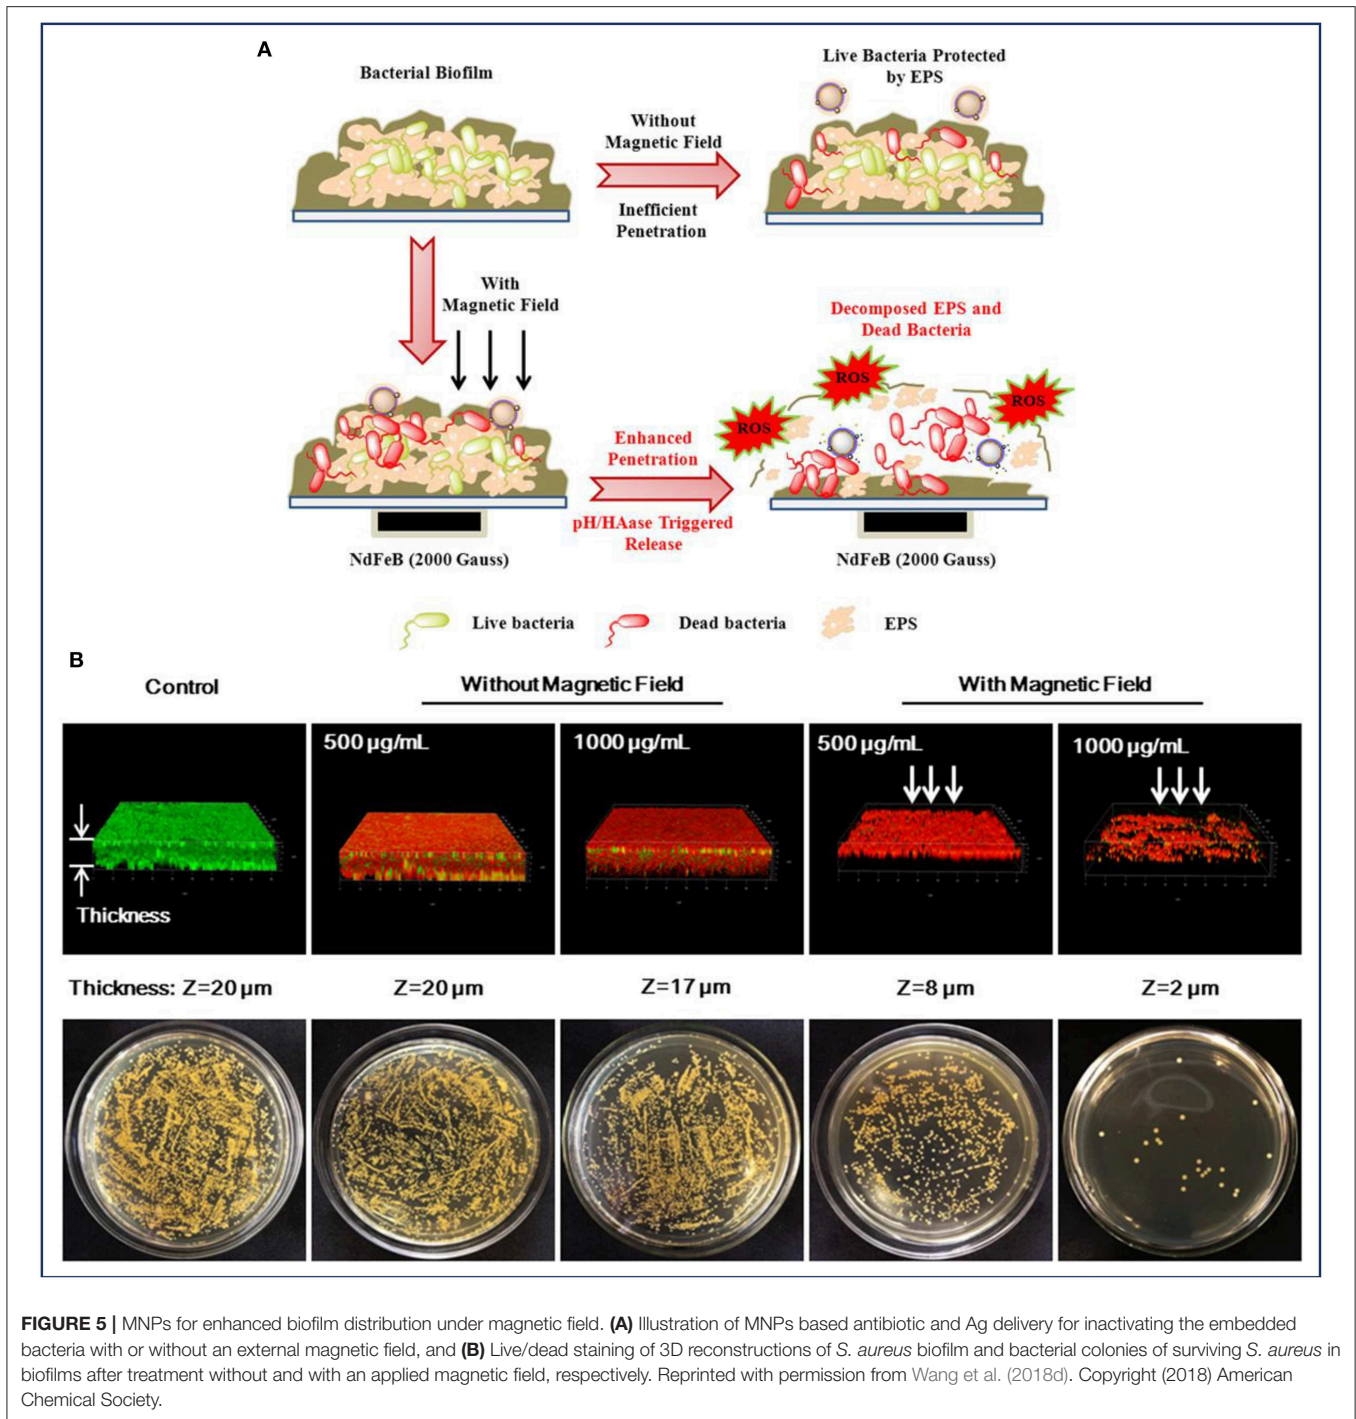 A
Bacterial Biofilm
Live Bacteria Protected
by EPS
Without
Magnetic Field
Inefficient
Penetration
With
Magnetic Field
Decomposed EPS and
Dead Bacteria
ROS
ROS
ROS
Enhanced
Penetration
pH/HAase Triggered
Release
NdFeB (2000 Gauss)
NdFeB (2000 Gauss)
Live bacteria
Dead bacteria
EPS
B
Control
Without Magnetic Field
With Magnetic Field
500 µg/mL
1000 µg/mL
500 µg/mL
1000 µg/mL
Thickness
Thickness: Z=20 µm
Z=20 µm
Z=17 µm
Z=8 µm
Z=2 µm
FIGURE 5 | MNPs for enhanced biofilm distribution under magnetic field. (A) Illustration of MNPs based antibiotic and Ag delivery for inactivating the embedded
bacteria with or without an external magnetic field, and (B) Live/dead staining of 3D reconstructions of S. aureus biofilm and bacterial colonies of surviving S. aureus in
biofilms after treatment without and with an applied magnetic field, respectively. Reprinted with permission from Wang et al. (2018d). Copyright (2018) American
Chemical Society.